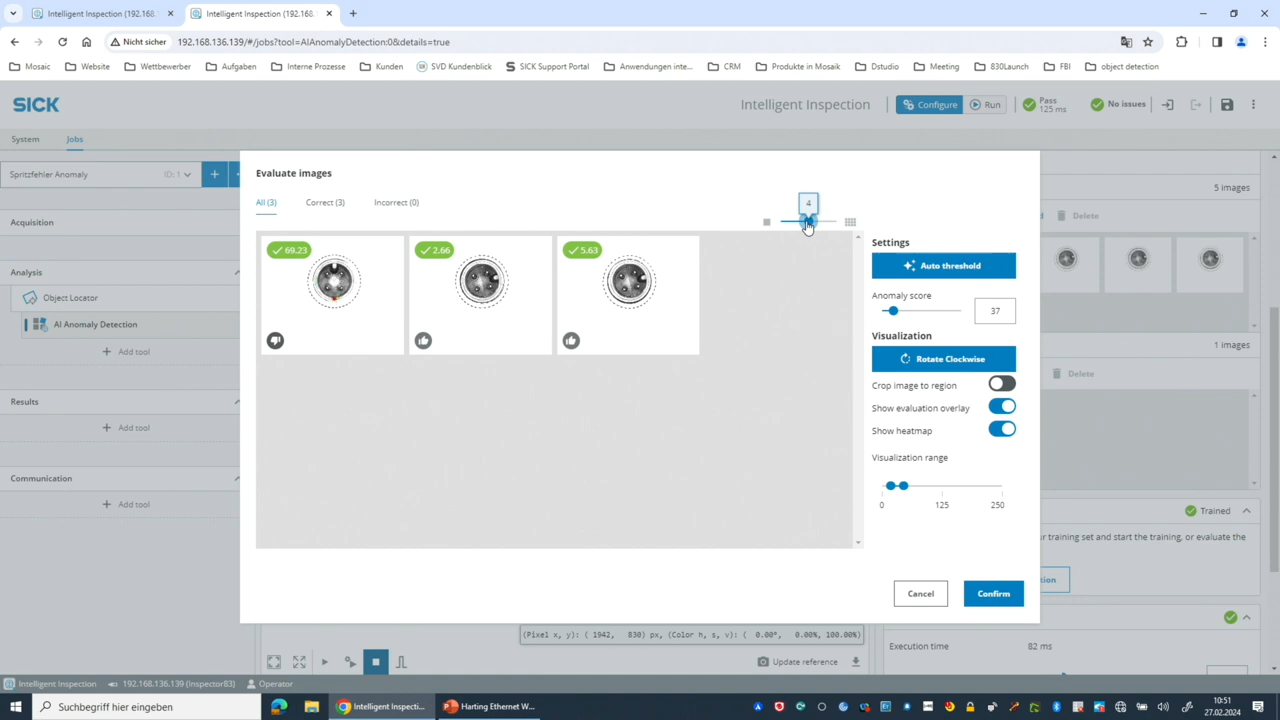 Intelligent Inspection (192.168.
Intelligent Inspection (192.168.
Nicht sicher
192.168.136.139/#/jobs?tool=AIAnomalyDetection:0&details=true
Mosaic
Website
Wettbewerber
Aufgaben
Interne Prozesse
Kunden
SVD Kundenblick
SICK Support Portal
Anwendungen inte...
CRM
Produkte in Mosaik
Dstudio
Meeting
830Launch
FBI
object detection
SICK
Intelligent Inspection
Configure
Run
Pass
125 ms
No issues
System
Jobs
Spritzfehler Anomaly
ID: 1
Acquisition
Analysis
Object Locator
AI Anomaly Detection
Add tool
Results
Add tool
Communication
Add tool
Evaluate images
All (3)
Correct (3)
Incorrect (0)
4
69.23
2.66
5.63
Settings
Auto threshold
Anomaly score
37
Visualization
Rotate Clockwise
Crop image to region
Show evaluation overlay
Show heatmap
Visualization range
0
125
250
Cancel
Confirm
5 images
Delete
1 images
Delete
Trained
ur training set and start the training, or evaluate the
tion
(Pixel x, y): ( 1942, 830) px, (Color h, s, v): ( 0.00°, 0.00%, 100.00%)
Update reference
Execution time
82 ms
Intelligent Inspection
192.168.136.139 (Inspector83)
Operator
Suchbegriff hier eingeben
Intelligent Inspecti...
Harting Ethernet W...
10:51
27.02.2024